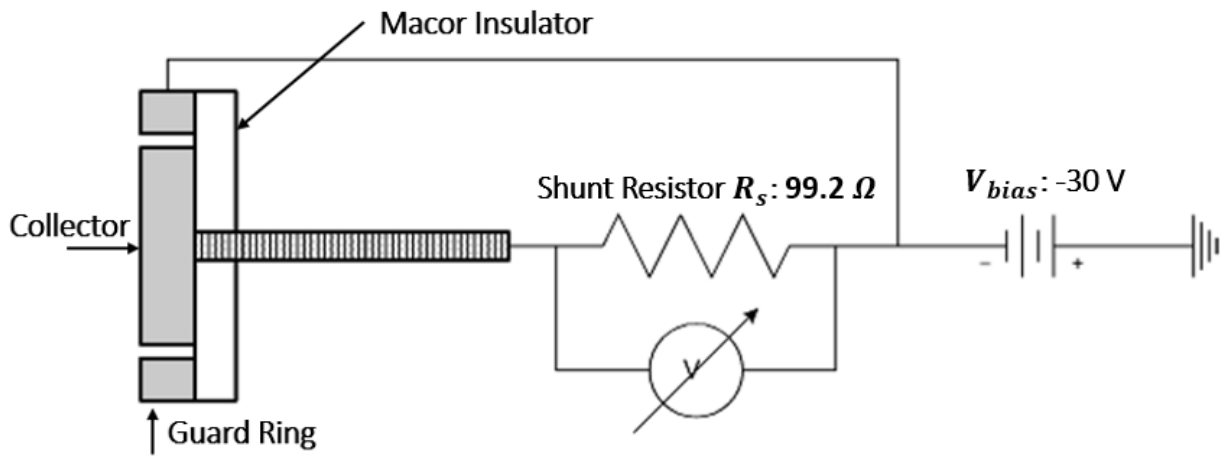 Macor Insulator
Shunt Resistor R_s: 99.2 Ω
V_bias: -30 V
Collector
- +
V
Guard Ring